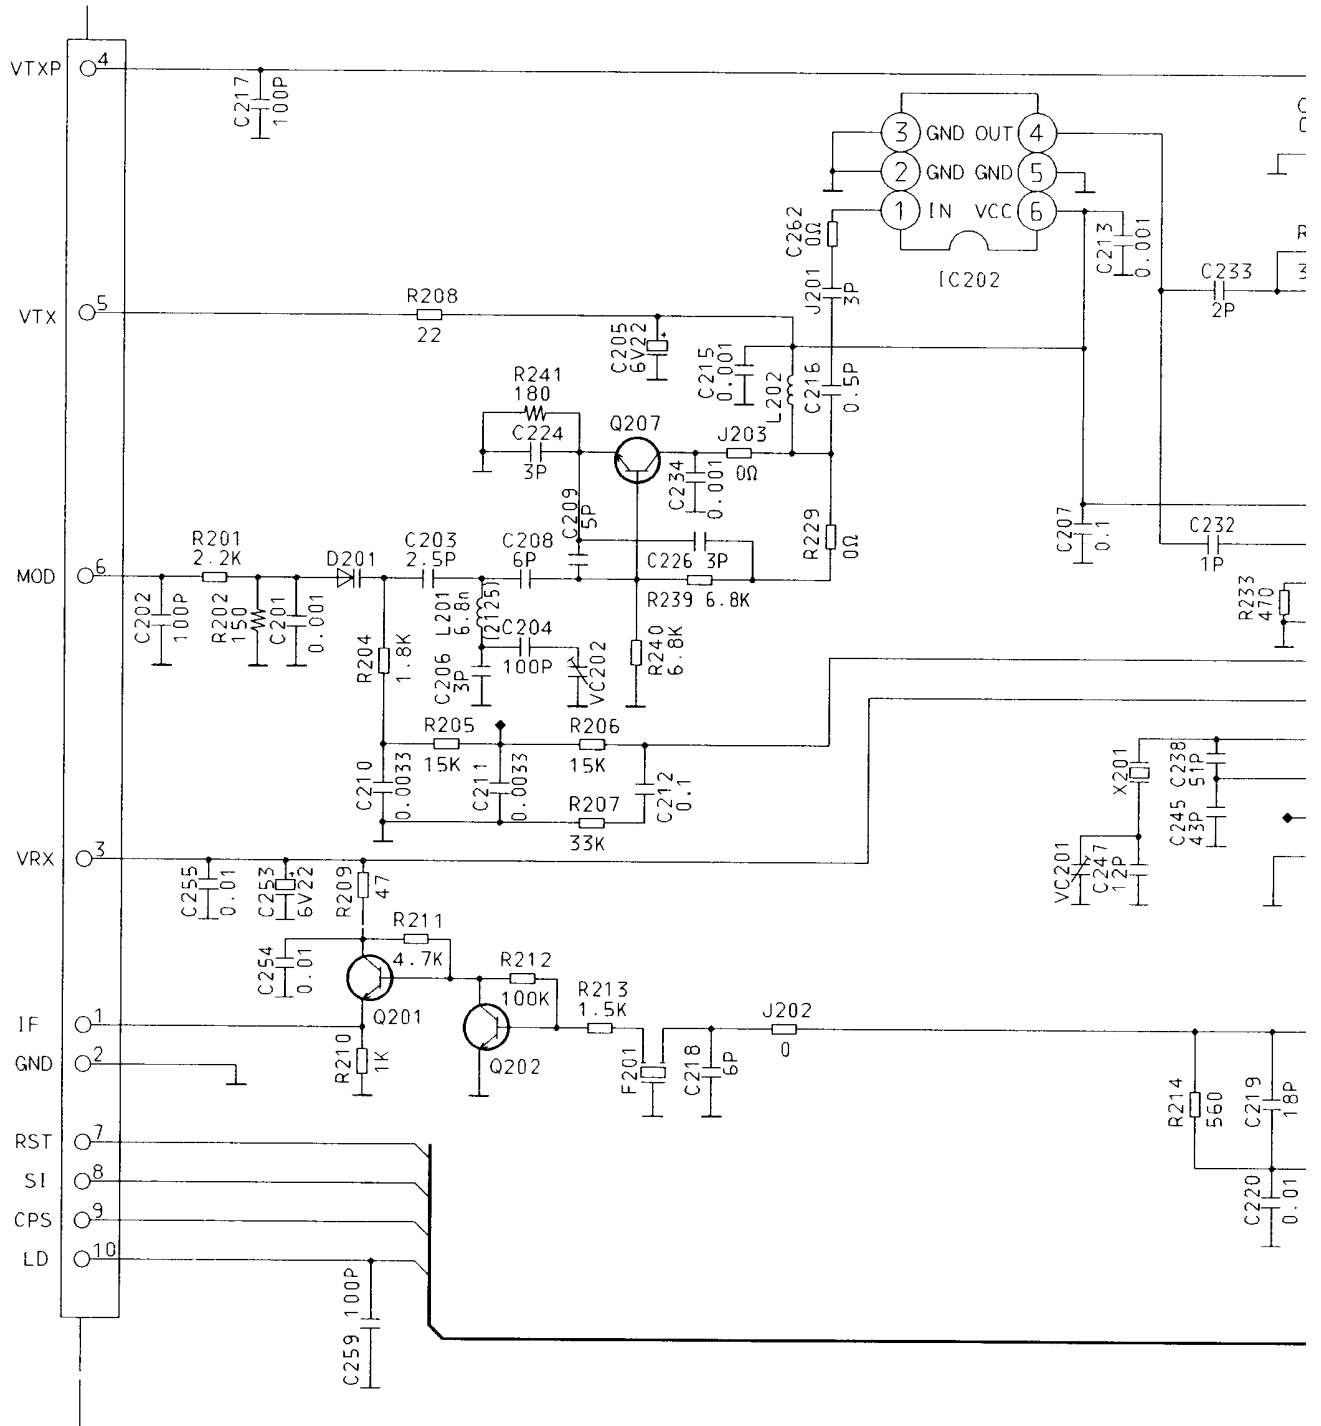 VTXP
4
C217
100P
3
GND OUT
4
2
GND GND
5
1
IN VCC
6
IC202
C262
0Ω
J201
3P
C213
0.001
C233
2P
R
3
VTX
5
R208
22
C205
6V22
+
C215
0.001
L202
C216
0.5P
R241
180
C224
3P
Q207
J203
0Ω
C234
0.001
C209
5P
R229
0Ω
C207
0.1
C232
1P
MOD
6
R201
2.2K
D201
C203
2.5P
C208
6P
C226 3P
R239 6.8K
C202
100P
R202
150
C201
0.001
L201
6.8n
(2125)
R233
470
R204
1.8K
C204
100P
C206
3P
VC202
R240
6.8K
R205
15K
R206
15K
C210
0.0033
C211
0.0033
R207
33K
C212
0.1
X201
C238
51P
C245
43P
VC201
C247
12P
VRX
3
C255
0.01
C253
6V22
+
R209
47
R211
4.7K
C254
0.01
R212
100K
R213
1.5K
J202
0
Q201
Q202
IF
1
R210
1K
F201
C218
6P
GND
2
R214
560
C219
18P
RST
7
SI
8
CPS
9
LD
10
C220
0.01
C259 100P